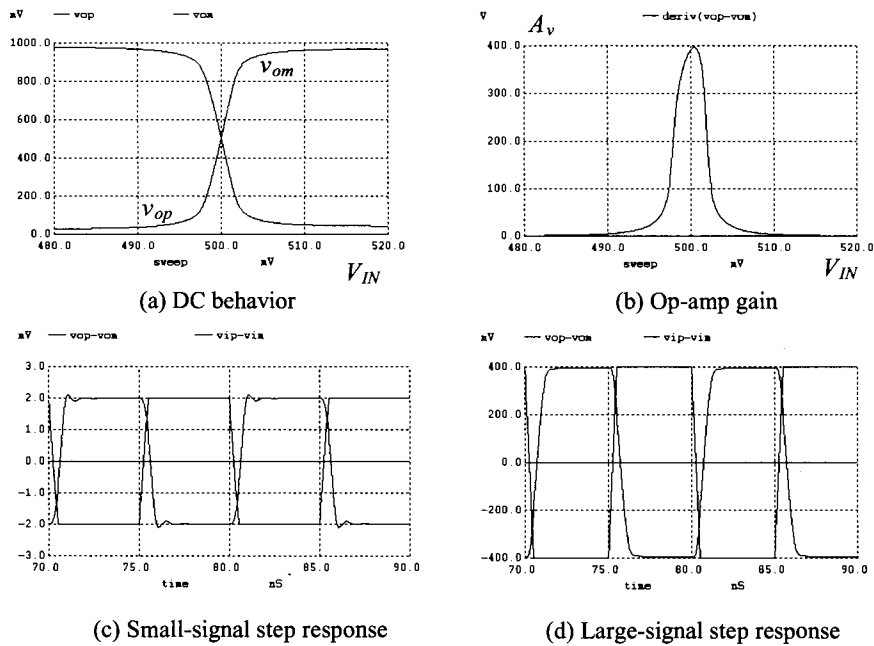 mV — vop — vom
1000.0
800.0
600.0
400.0
200.0
0.0
v_om
v_op
480.0 490.0 500.0 510.0 520.0
sweep mV V_IN
(a) DC behavior
V A_v — deriv(vop-vom)
400.0
300.0
200.0
100.0
0.0
480.0 490.0 500.0 510.0 520.0
sweep mV V_IN
(b) Op-amp gain
mV — vop-vom — vip-vim
3.0
2.0
1.0
0.0
-1.0
-2.0
-3.0
70.0 75.0 80.0 85.0 90.0
time nS
(c) Small-signal step response
mV — vop-vom — vip-vim
400.0
200.0
0.0
-200.0
-400.0
70.0 75.0 80.0 85.0 90.0
time nS
(d) Large-signal step response